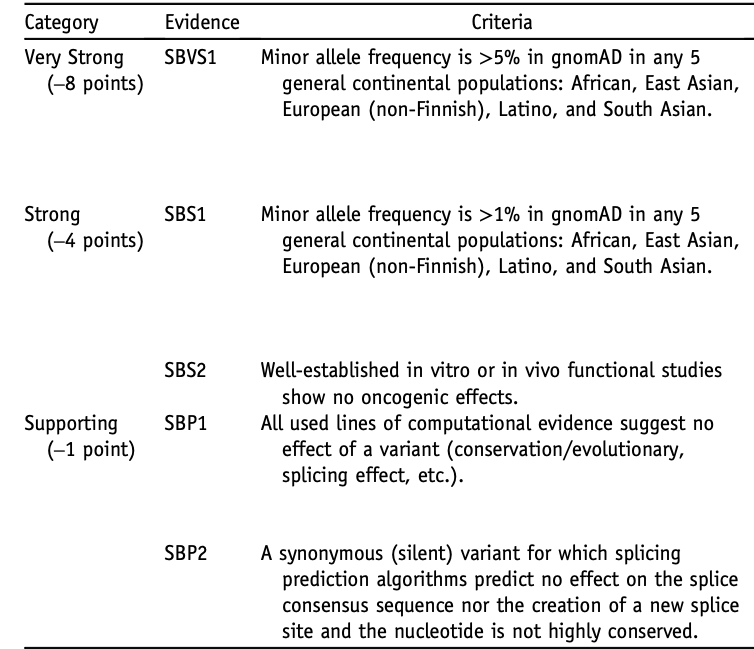 Category Evidence Criteria
Very Strong SBVS1 Minor allele frequency is >5% in gnomAD in any 5
(–8 points) general continental populations: African, East Asian,
European (non-Finnish), Latino, and South Asian.
Strong SBS1 Minor allele frequency is >1% in gnomAD in any 5
(–4 points) general continental populations: African, East Asian,
European (non-Finnish), Latino, and South Asian.
SBS2 Well-established in vitro or in vivo functional studies
show no oncogenic effects.
Supporting SBP1 All used lines of computational evidence suggest no
(–1 point) effect of a variant (conservation/evolutionary,
splicing effect, etc.).
SBP2 A synonymous (silent) variant for which splicing
prediction algorithms predict no effect on the splice
consensus sequence nor the creation of a new splice
site and the nucleotide is not highly conserved.